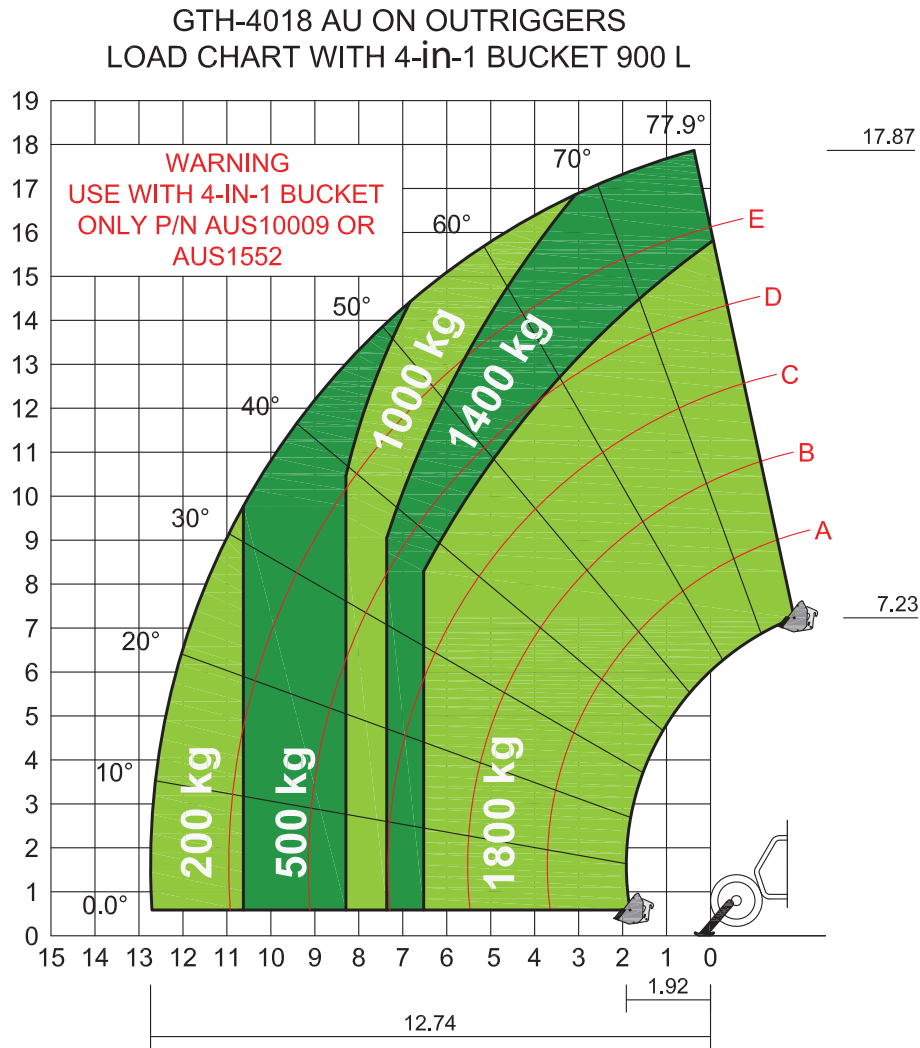 GTH-4018 AU ON OUTRIGGERS
LOAD CHART WITH 4-in-1 BUCKET 900 L
WARNING
USE WITH 4-IN-1 BUCKET
ONLY P/N AUS10009 OR
AUS1552
19
18
17
16
15
14
13
12
11
10
9
8
7
6
5
4
3
2
1
0
77.9°
70°
60°
50°
40°
30°
20°
10°
0.0°
17.87
7.23
E
D
C
B
A
200 kg
500 kg
1000 kg
1400 kg
1800 kg
15 14 13 12 11 10 9 8 7 6 5 4 3 2 1 0
1.92
12.74